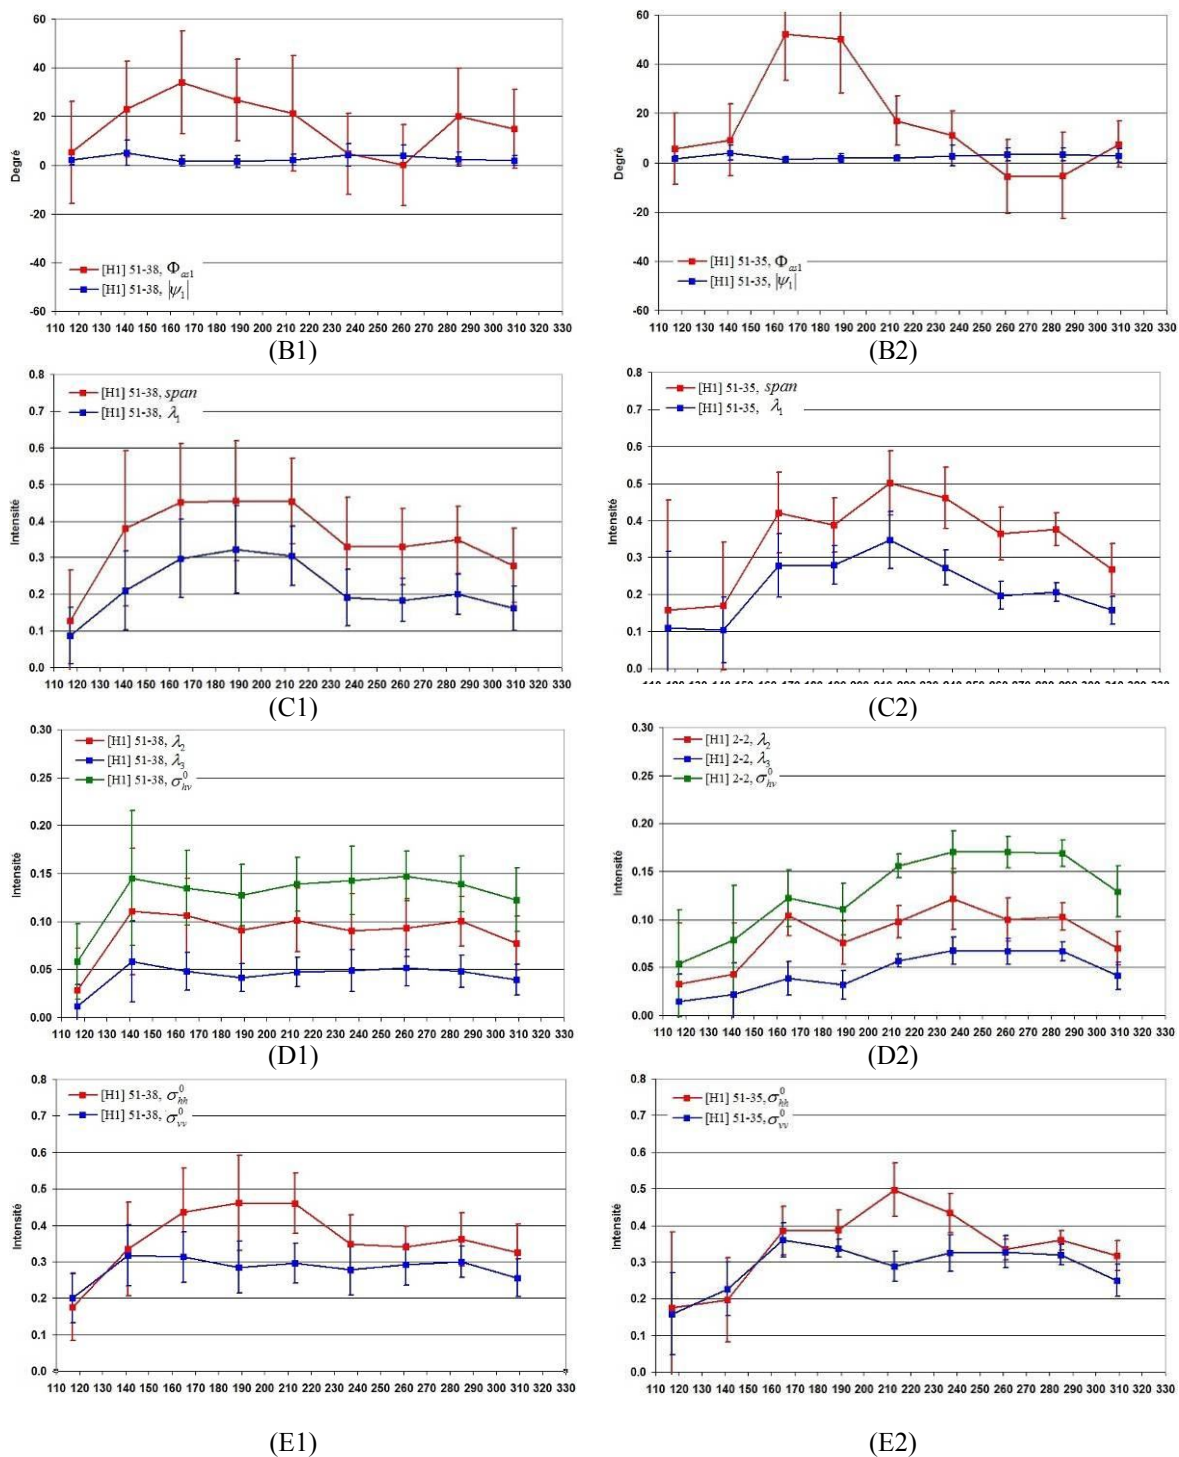 60
40
20
0
-20
-40
-60
Degré
[H1] 51-38, Φαs1
[H1] 51-38, |ψ1|
110 120 130 140 150 160 170 180 190 200 210 220 230 240 250 260 270 280 290 300 310 320 330
(B1)
60
40
20
0
-20
-40
-60
Degré
[H1] 51-35, Φαs1
[H1] 51-35, |ψ1|
110 120 130 140 150 160 170 180 190 200 210 220 230 240 250 260 270 280 290 300 310 320 330
(B2)
0.8
0.7
0.6
0.5
0.4
0.3
0.2
0.1
0.0
Intensité
[H1] 51-38, span
[H1] 51-38, λ1
110 120 130 140 150 160 170 180 190 200 210 220 230 240 250 260 270 280 290 300 310 320 330
(C1)
0.8
0.7
0.6
0.5
0.4
0.3
0.2
0.1
0.0
Intensité
[H1] 51-35, span
[H1] 51-35, λ1
(C2)
0.30
0.25
0.20
0.15
0.10
0.05
0.00
Intensité
[H1] 51-38, λ2
[H1] 51-38, λ3
[H1] 51-38, σ0hv
110 120 130 140 150 160 170 180 190 200 210 220 230 240 250 260 270 280 290 300 310 320 330
(D1)
0.30
0.25
0.20
0.15
0.10
0.05
0.00
Intensité
[H1] 2-2, λ2
[H1] 2-2, λ3
[H1] 2-2, σ0hv
110 120 130 140 150 160 170 180 190 200 210 220 230 240 250 260 270 280 290 300 310 320 330
(D2)
0.8
0.7
0.6
0.5
0.4
0.3
0.2
0.1
0.0
Intensité
[H1] 51-38, σ0hh
[H1] 51-38, σ0vv
110 120 130 140 150 160 170 180 190 200 210 220 230 240 250 260 270 280 290 300 310 320 330
(E1)
0.8
0.7
0.6
0.5
0.4
0.3
0.2
0.1
0.0
Intensité
[H1] 51-35, σ0hh
[H1] 51-35, σ0vv
110 120 130 140 150 160 170 180 190 200 210 220 230 240 250 260 270 280 290 300 310 320 330
(E2)